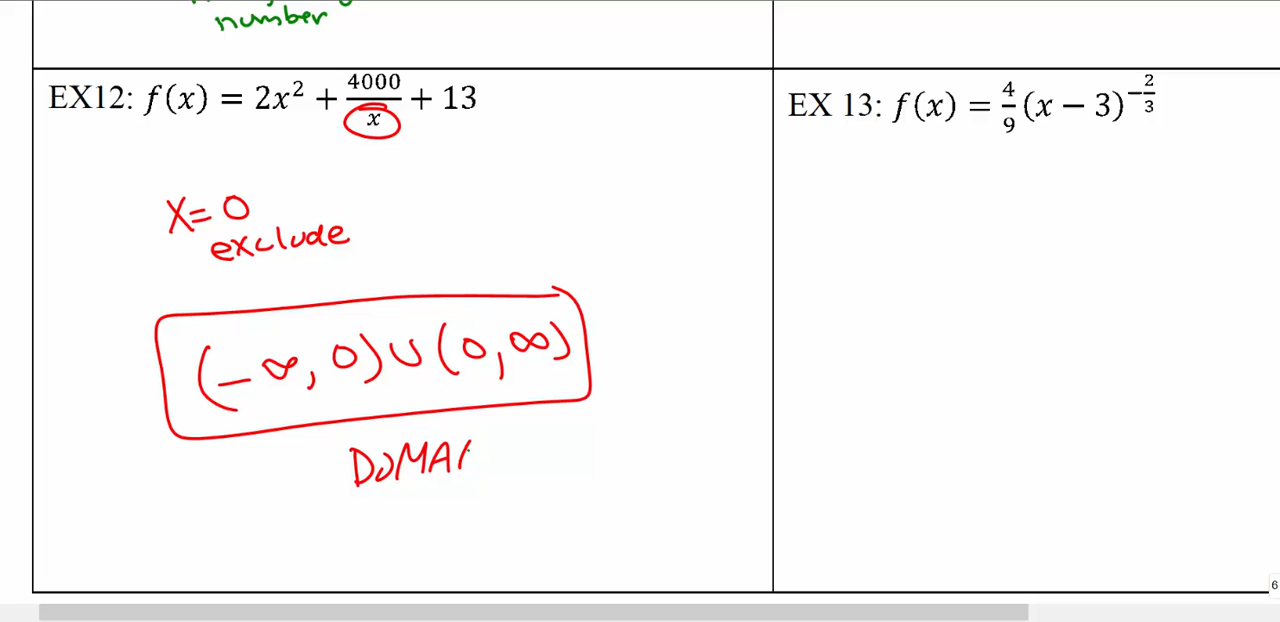 number
EX12: f(x) = 2x² + 4000/x + 13
EX 13: f(x) = 4/9 (x − 3)^(−2/3)
x = 0
exclude
(−∞, 0) ∪ (0, ∞)
DOMAI
6